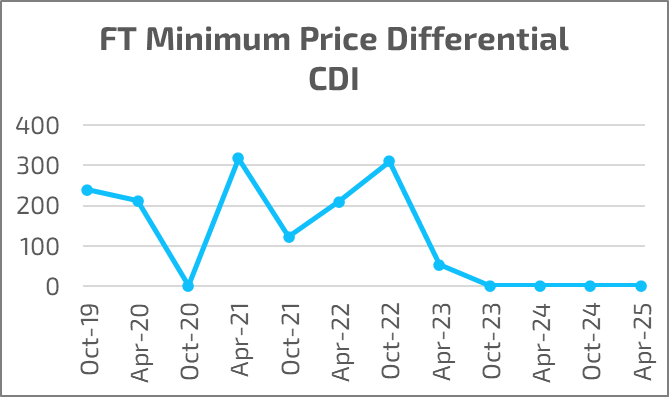 FT Minimum Price Differential
CDI
400
300
200
100
0
Oct-19
Apr-20
Oct-20
Apr-21
Oct-21
Apr-22
Oct-22
Apr-23
Oct-23
Apr-24
Oct-24
Apr-25